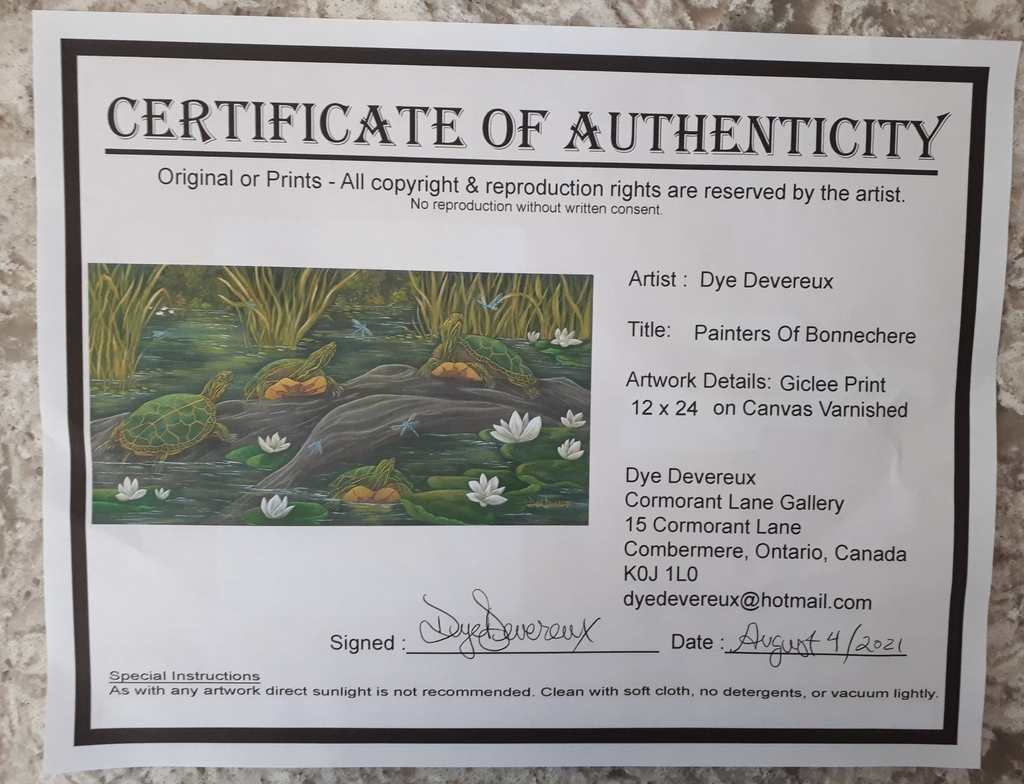 CERTIFICATE OF AUTHENTICITY
Original or Prints - All copyright & reproduction rights are reserved by the artist.
No reproduction without written consent.
Artist : Dye Devereux
Title: Painters Of Bonnechere
Artwork Details: Giclee Print
12 x 24 on Canvas Varnished
Dye Devereux
Cormorant Lane Gallery
15 Cormorant Lane
Combermere, Ontario, Canada
K0J 1L0
dyedevereux@hotmail.com
Signed : Dye Devereux Date : August 4/2021
Special Instructions
As with any artwork direct sunlight is not recommended. Clean with soft cloth, no detergents, or vacuum lightly.